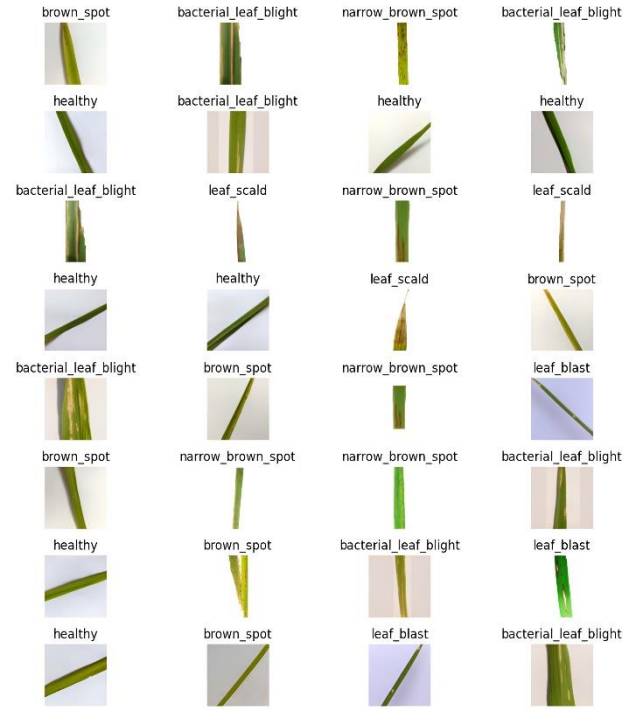 brown_spot bacterial_leaf_blight narrow_brown_spot bacterial_leaf_blight
healthy bacterial_leaf_blight healthy healthy
bacterial_leaf_blight leaf_scald narrow_brown_spot leaf_scald
healthy healthy leaf_scald brown_spot
bacterial_leaf_blight brown_spot narrow_brown_spot leaf_blast
brown_spot narrow_brown_spot narrow_brown_spot bacterial_leaf_blight
healthy brown_spot bacterial_leaf_blight leaf_blast
healthy brown_spot leaf_blast bacterial_leaf_blight